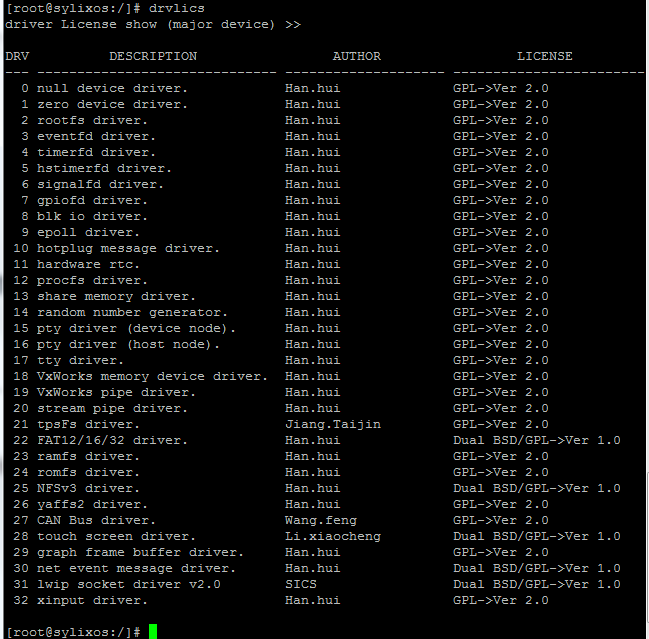 [root@sylixos:/]# drvlics
driver License show (major device) >>
DRV DESCRIPTION AUTHOR LICENSE
--- ------------------------------ -------------------- ------------------------
0 null device driver. Han.hui GPL->Ver 2.0
1 zero device driver. Han.hui GPL->Ver 2.0
2 rootfs driver. Han.hui GPL->Ver 2.0
3 eventfd driver. Han.hui GPL->Ver 2.0
4 timerfd driver. Han.hui GPL->Ver 2.0
5 hstimerfd driver. Han.hui GPL->Ver 2.0
6 signalfd driver. Han.hui GPL->Ver 2.0
7 gpiofd driver. Han.hui GPL->Ver 2.0
8 blk io driver. Han.hui GPL->Ver 2.0
9 epoll driver. Han.hui GPL->Ver 2.0
10 hotplug message driver. Han.hui GPL->Ver 2.0
11 hardware rtc. Han.hui GPL->Ver 2.0
12 procfs driver. Han.hui GPL->Ver 2.0
13 share memory driver. Han.hui GPL->Ver 2.0
14 random number generator. Han.hui GPL->Ver 2.0
15 pty driver (device node). Han.hui GPL->Ver 2.0
16 pty driver (host node). Han.hui GPL->Ver 2.0
17 tty driver. Han.hui GPL->Ver 2.0
18 VxWorks memory device driver. Han.hui GPL->Ver 2.0
19 VxWorks pipe driver. Han.hui GPL->Ver 2.0
20 stream pipe driver. Han.hui GPL->Ver 2.0
21 tpsFs driver. Jiang.Taijin GPL->Ver 2.0
22 FAT12/16/32 driver. Han.hui Dual BSD/GPL->Ver 1.0
23 ramfs driver. Han.hui GPL->Ver 2.0
24 romfs driver. Han.hui GPL->Ver 2.0
25 NFSv3 driver. Han.hui Dual BSD/GPL->Ver 1.0
26 yaffs2 driver. Han.hui GPL->Ver 2.0
27 CAN Bus driver. Wang.feng GPL->Ver 2.0
28 touch screen driver. Li.xiaocheng Dual BSD/GPL->Ver 1.0
29 graph frame buffer driver. Han.hui GPL->Ver 2.0
30 net event message driver. Han.hui Dual BSD/GPL->Ver 1.0
31 lwip socket driver v2.0 SICS Dual BSD/GPL->Ver 1.0
32 xinput driver. Han.hui GPL->Ver 2.0
[root@sylixos:/]#